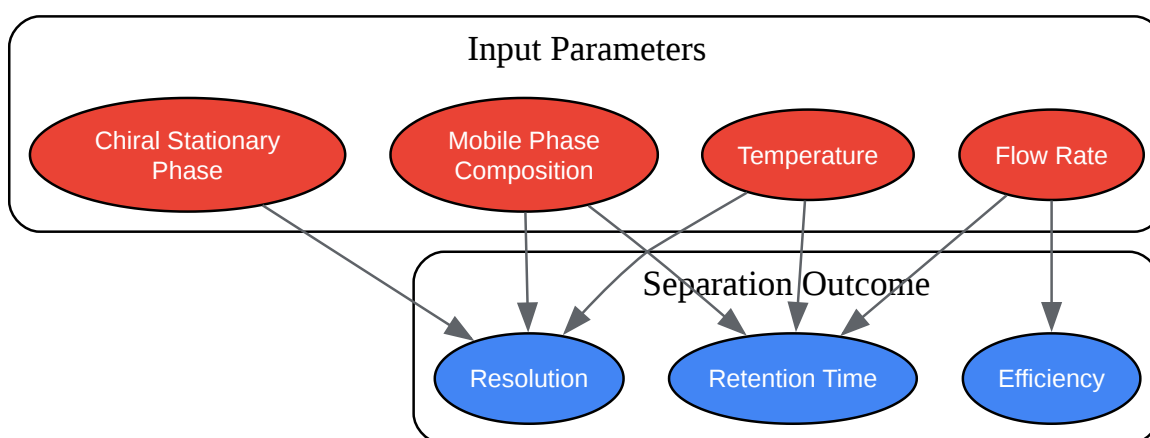 Input Parameters
Chiral Stationary
Phase
Mobile Phase
Composition
Temperature
Flow Rate
Separation Outcome
Resolution
Retention Time
Efficiency